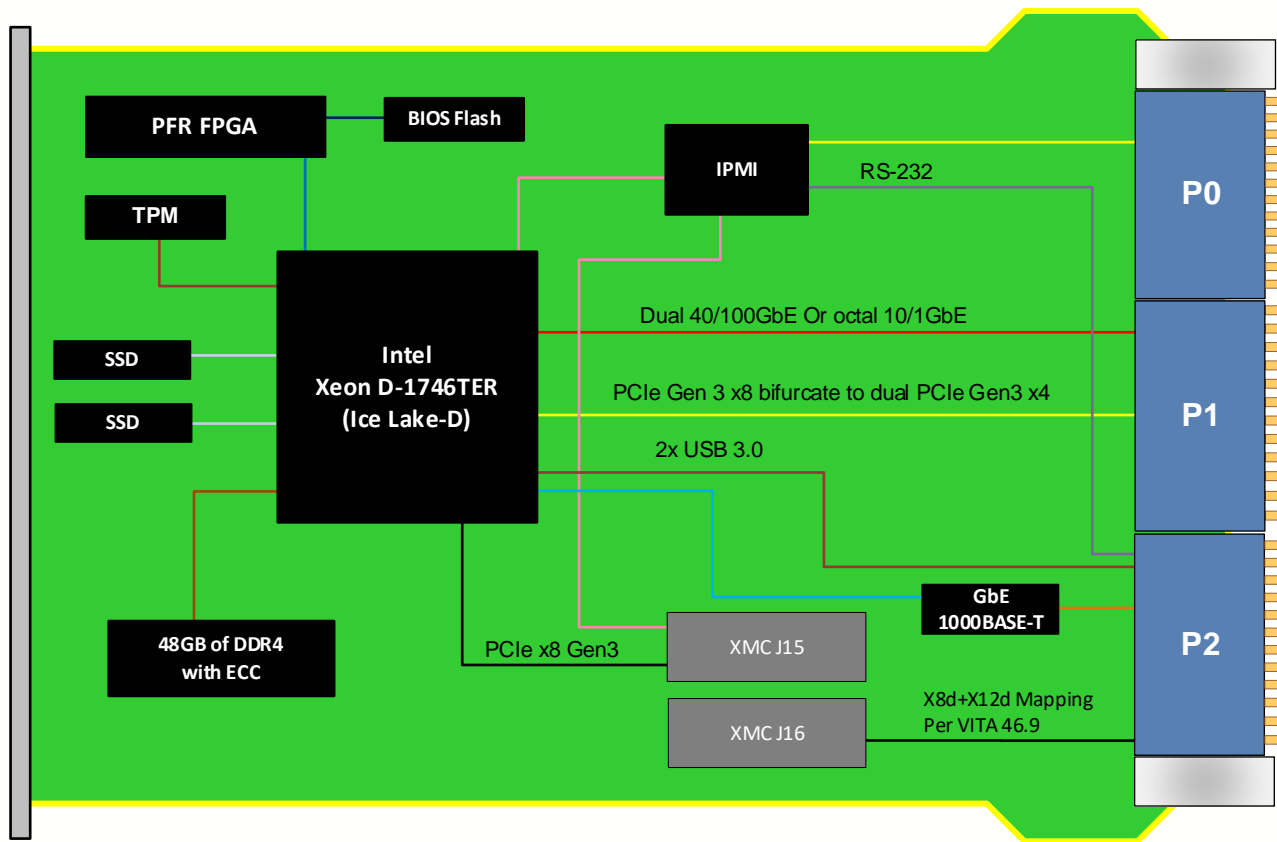 PFR FPGA
BIOS Flash
IPMI
RS-232
P0
TPM
Dual 40/100GbE Or octal 10/1GbE
SSD
Intel
Xeon D-1746TER
(Ice Lake-D)
PCIe Gen 3 x8 bifurcate to dual PCIe Gen3 x4
P1
SSD
2x USB 3.0
GbE
1000BASE-T
48GB of DDR4
with ECC
PCIe x8 Gen3
XMC J15
P2
XMC J16
X8d+X12d Mapping
Per VITA 46.9